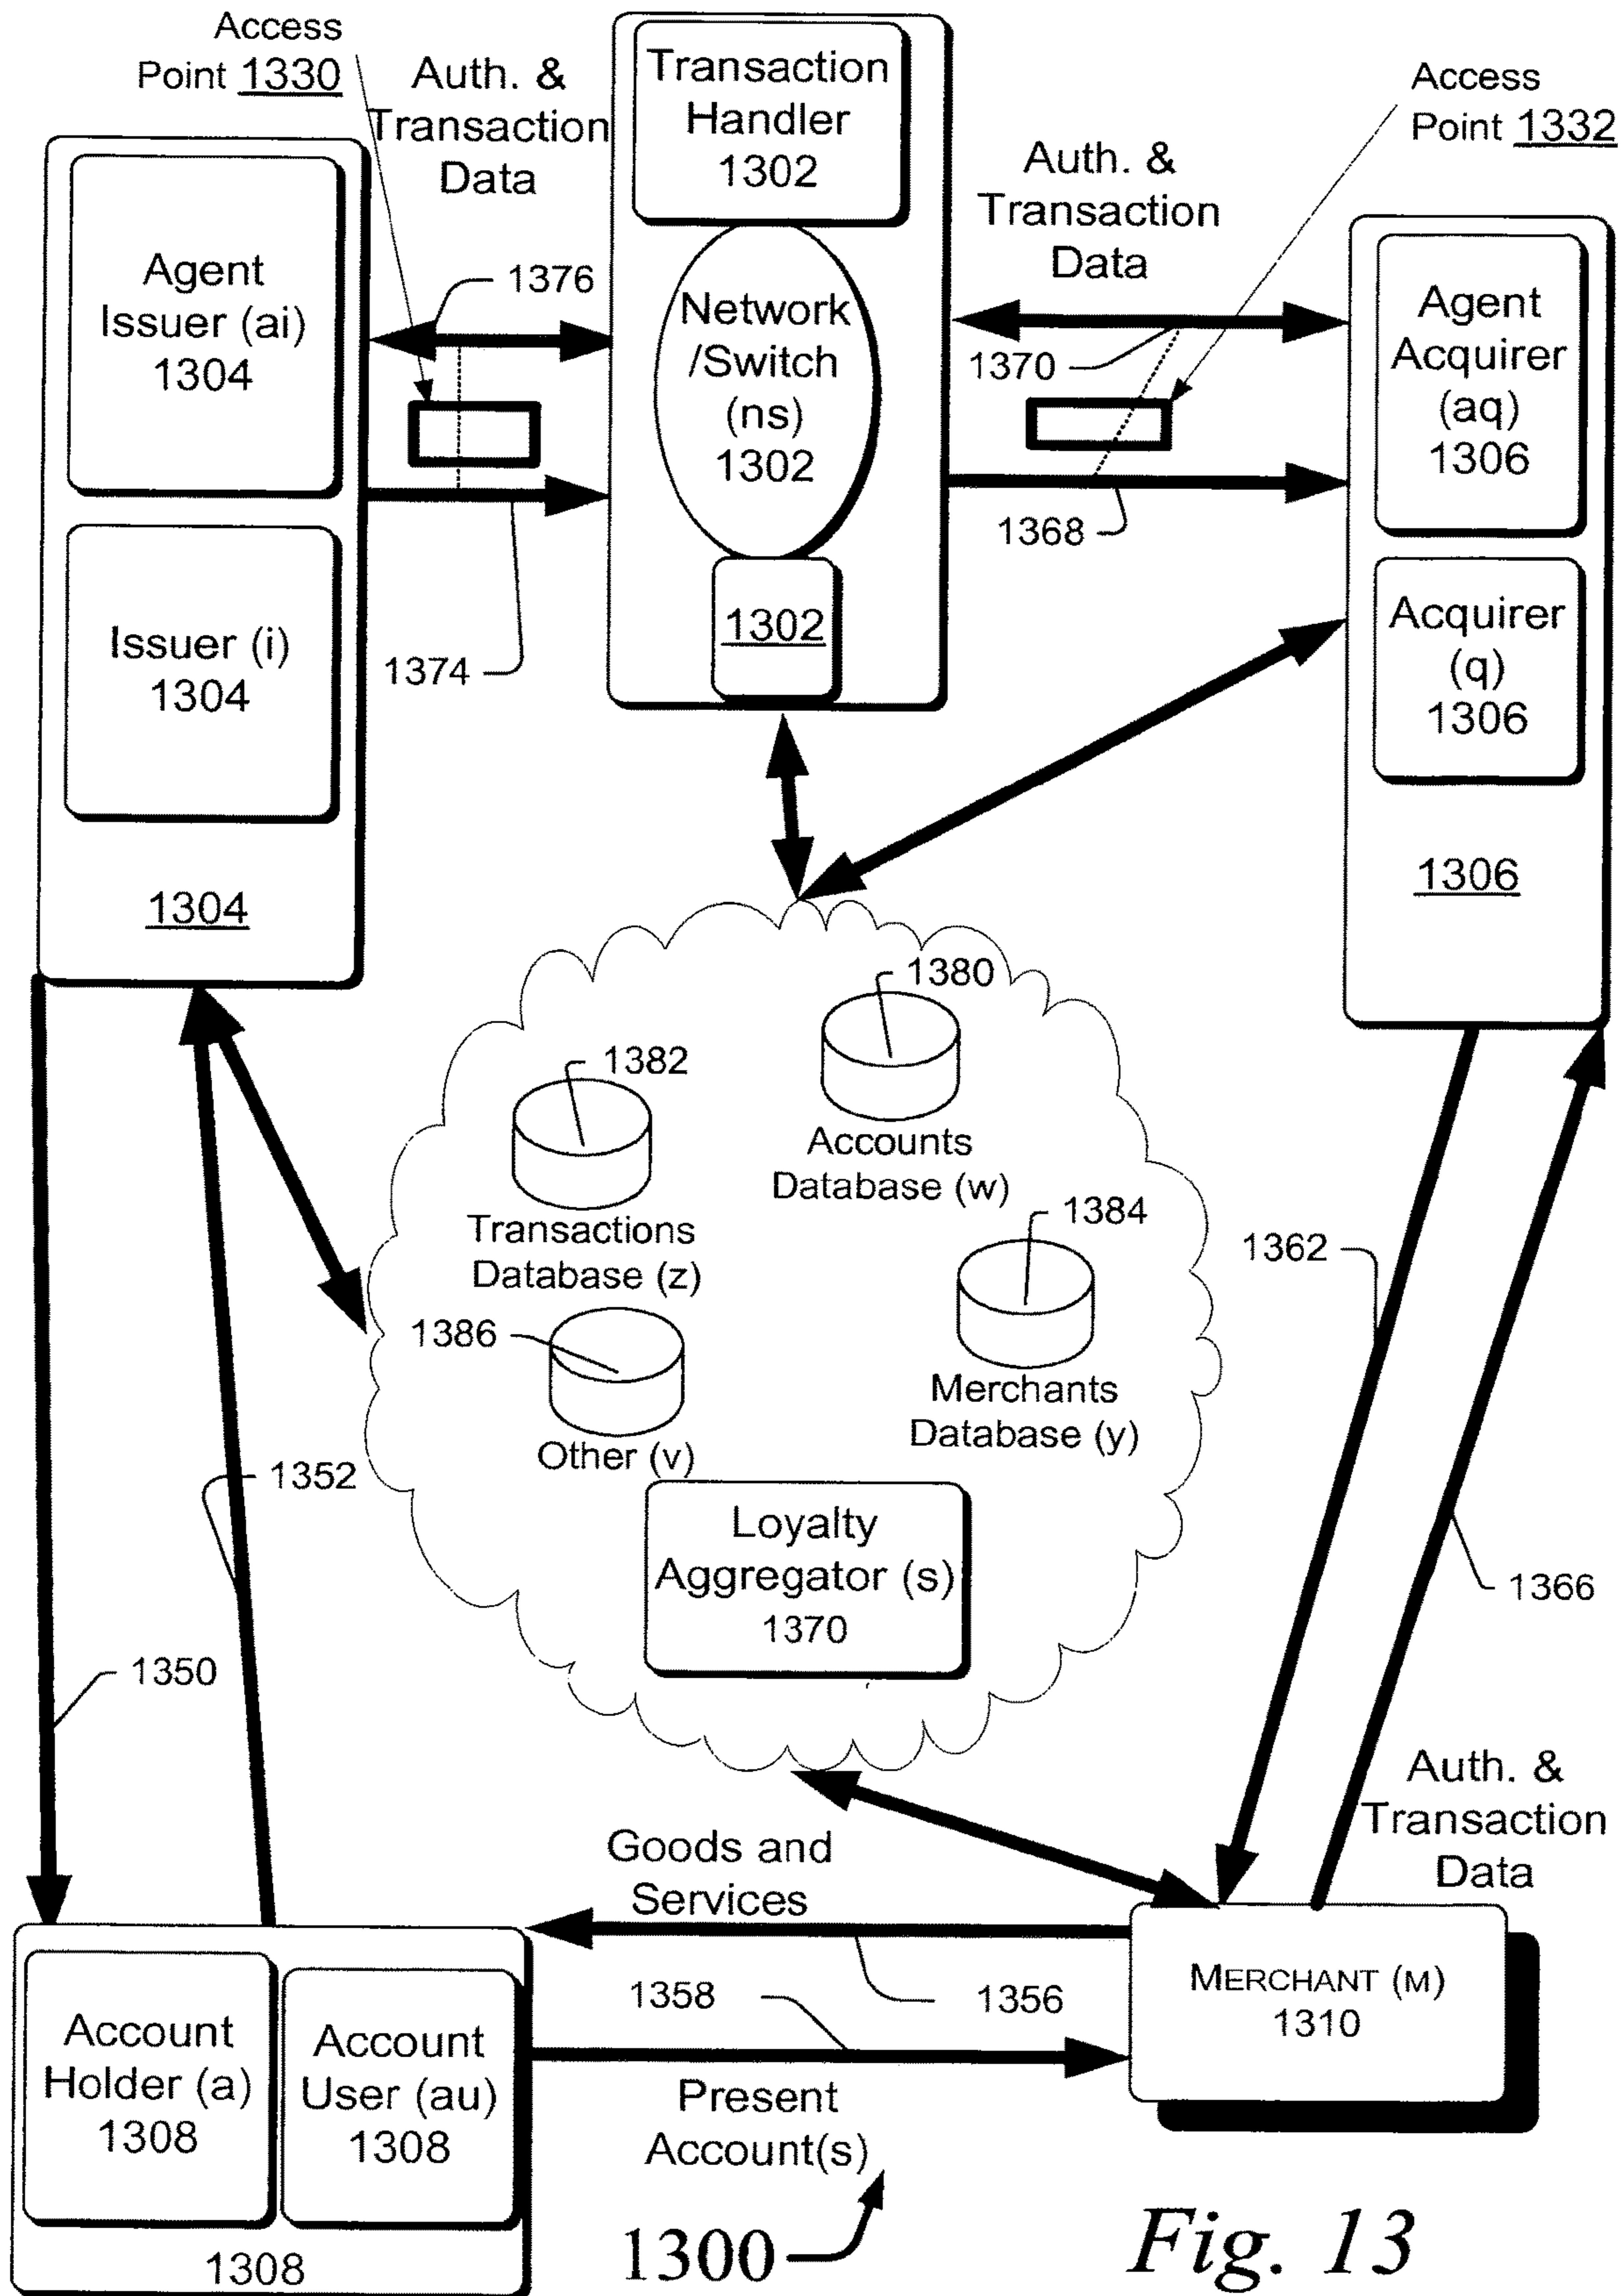 Access
Point 1330
Auth. &
Transaction
Data
Transaction
Handler
1302
Access
Point 1332
Auth. &
Transaction
Data
Agent
Issuer (ai)
1304
1376
Network
/Switch
(ns)
1302
1370
Agent
Acquirer
(aq)
1306
1368
Issuer (i)
1304
1374
1302
Acquirer
(q)
1306
1304
1306
1380
1382
Accounts
Database (w)
1384
Transactions
Database (z)
1362
1386
Merchants
Database (y)
Other (v)
1352
Loyalty
Aggregator (s)
1370
1366
1350
Auth. &
Transaction
Data
Goods and
Services
1358
1356
MERCHANT (M)
1310
Account
Holder (a)
1308
Account
User (au)
1308
Present
Account(s)
1308
1300
Fig. 13